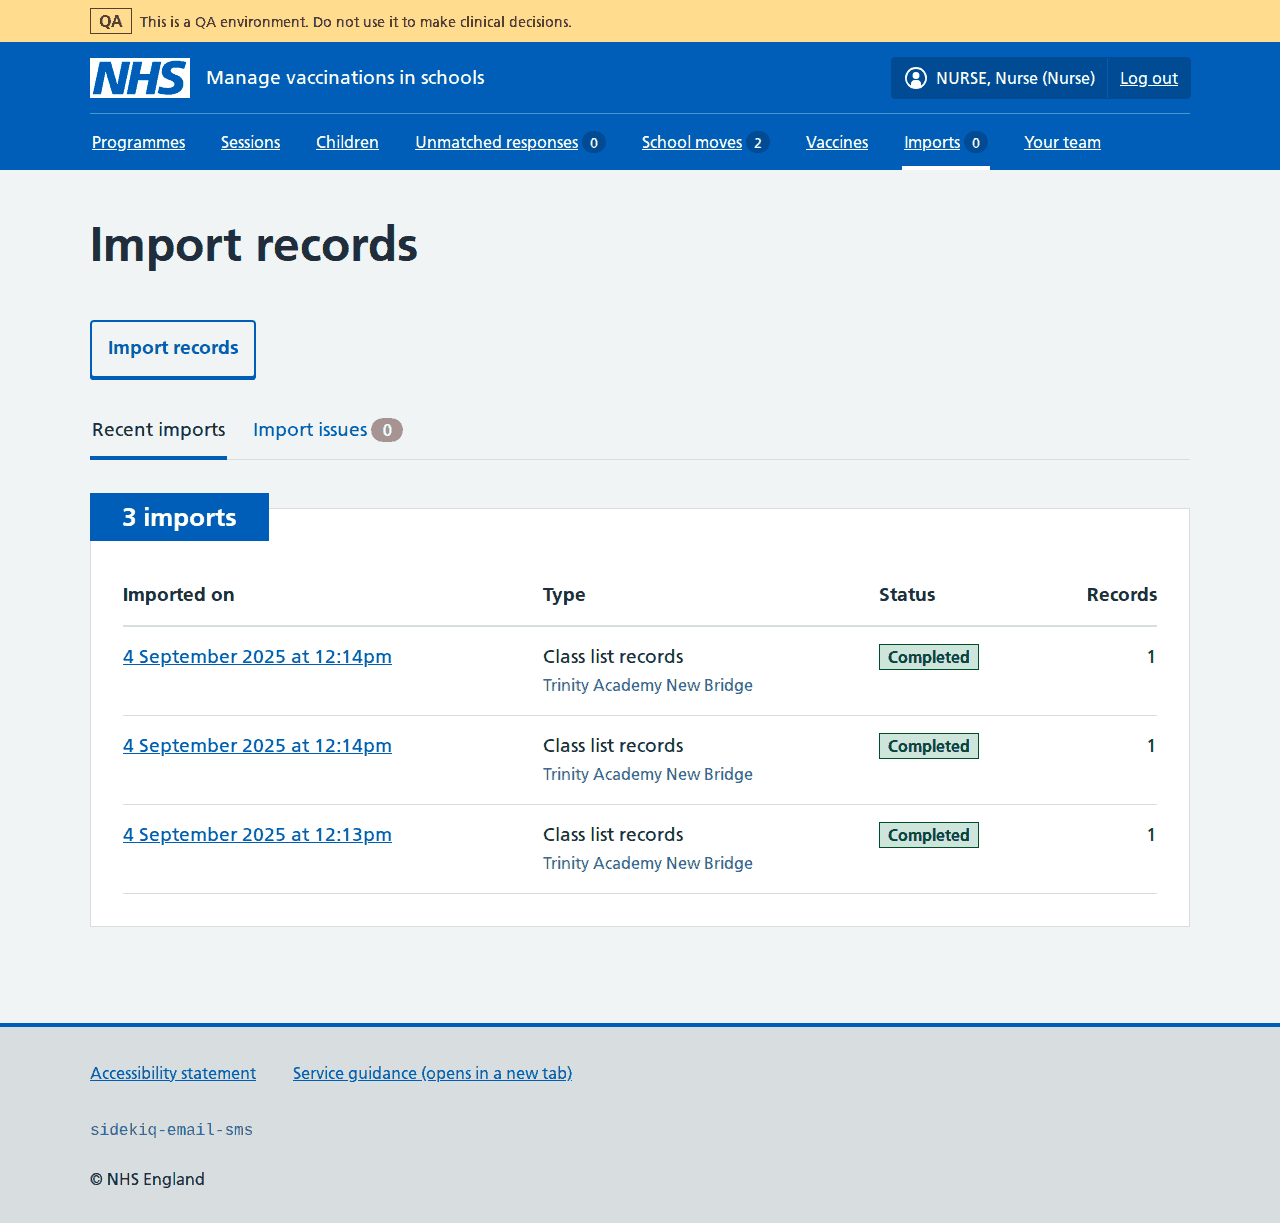 QA This is a QA environment. Do not use it to make clinical decisions.
NHS Manage vaccinations in schools NURSE, Nurse (Nurse) Log out
Programmes Sessions Children Unmatched responses 0 School moves 2 Vaccines Imports 0 Your team
Import records
Import records
Recent imports Import issues 0
3 imports
Imported on Type Status Records
4 September 2025 at 12:14pm Class list records Completed 1
Trinity Academy New Bridge
4 September 2025 at 12:14pm Class list records Completed 1
Trinity Academy New Bridge
4 September 2025 at 12:13pm Class list records Completed 1
Trinity Academy New Bridge
Accessibility statement Service guidance (opens in a new tab)
sidekiq-email-sms
© NHS England